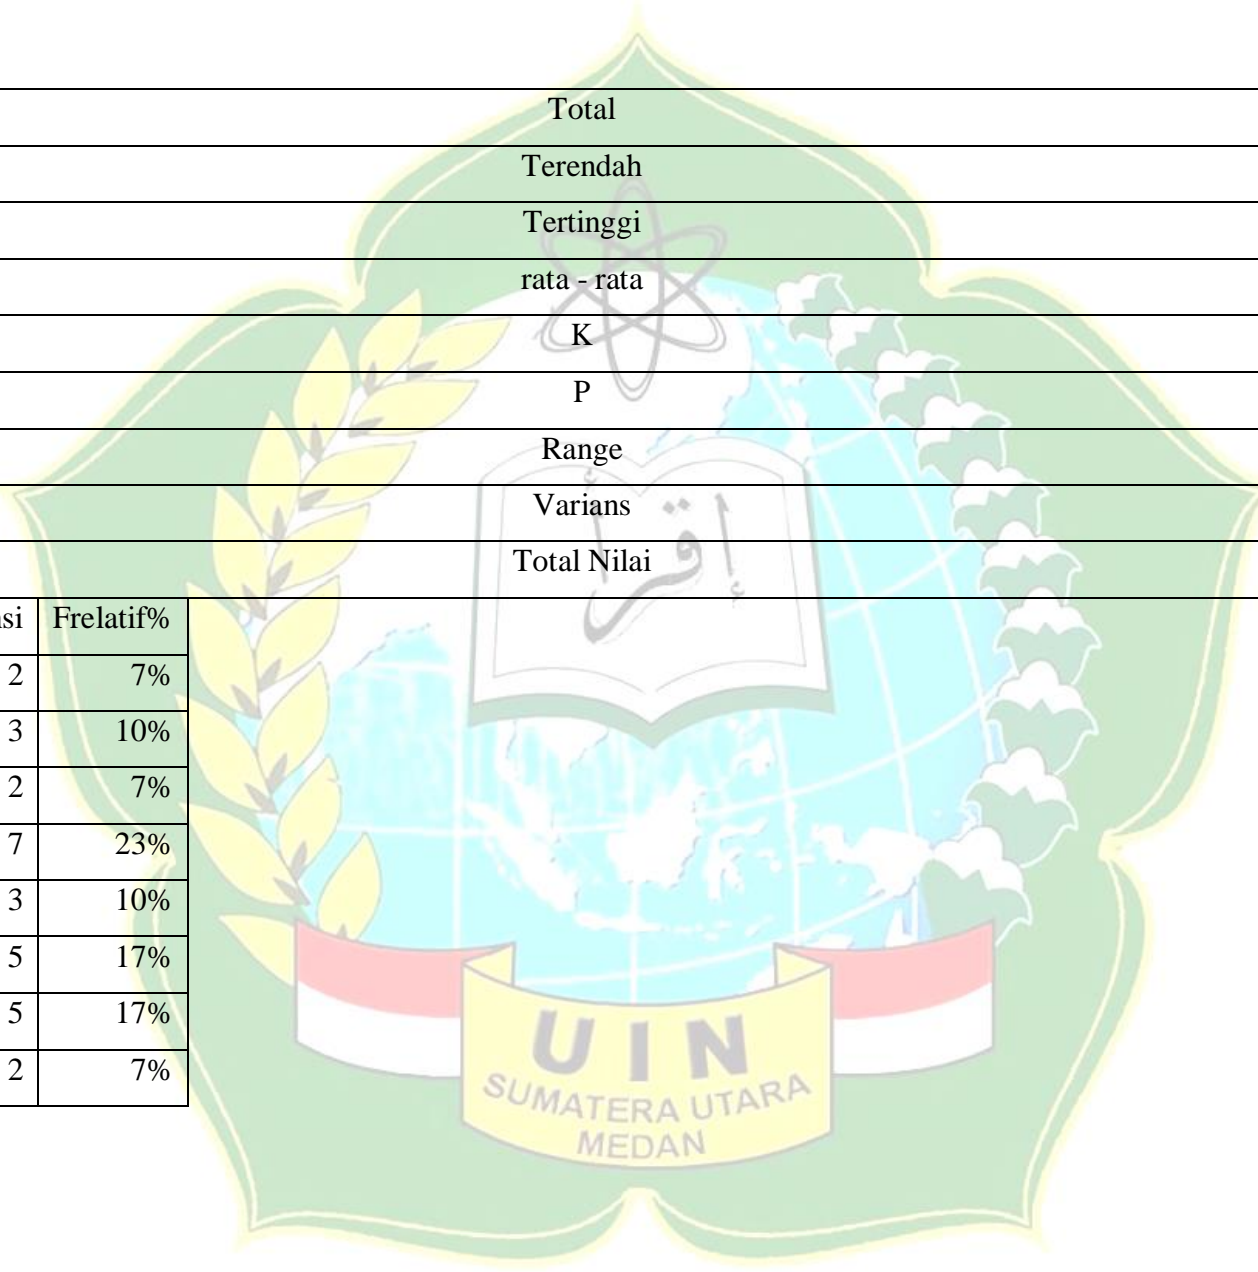 Total
Terendah
Tertinggi
rata - rata
K
P
Range
Varians
Total Nilai
si Frelatif%
2 7%
3 10%
2 7%
7 23%
3 10%
5 17%
5 17%
2 7%
إقرأ
UIN
SUMATERA UTARA
MEDAN